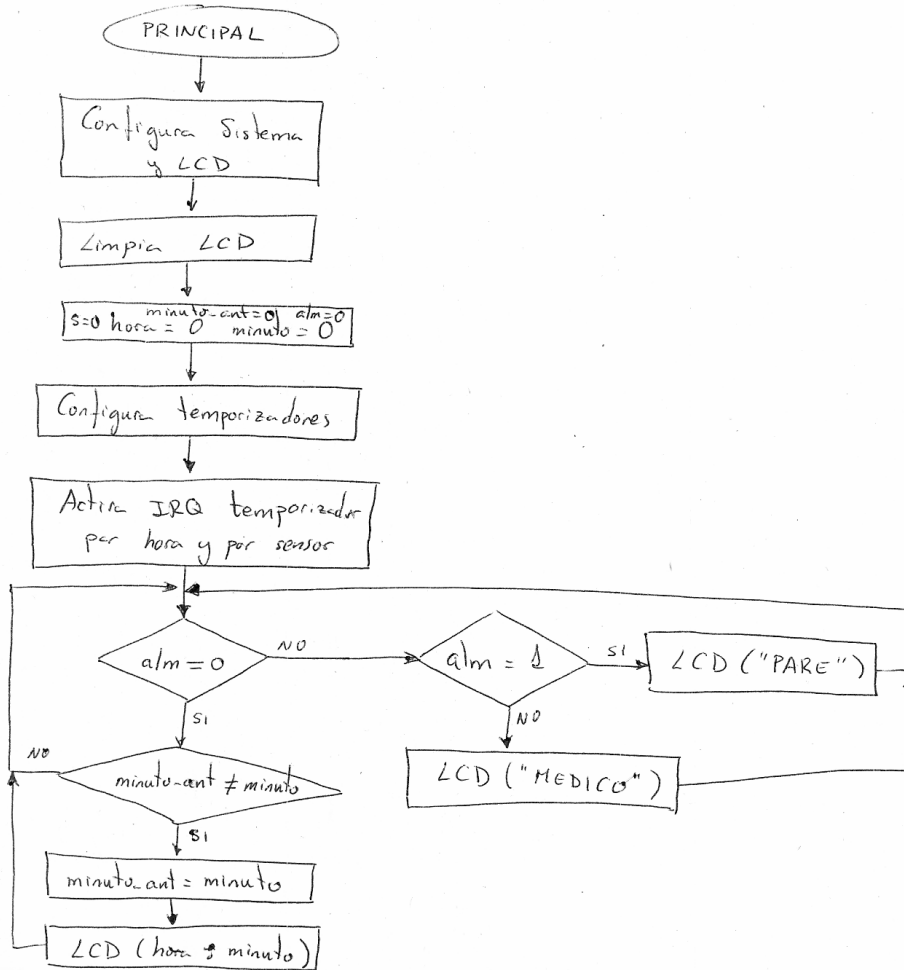 PRINCIPAL
Configura Sistema
y LCD
Limpia LCD
minuto_ant=0 alm=0
s=0 hora = 0 minuto = 0
Configura temporizadores
Activa IRQ temporizador
por hora y por sensor
alm = 0
NO
alm = 1
SI
LCD ("PARE")
SI
NO
NO
minuto_ant ≠ minuto
LCD ("MEDICO")
SI
minuto_ant = minuto
LCD (hora : minuto)